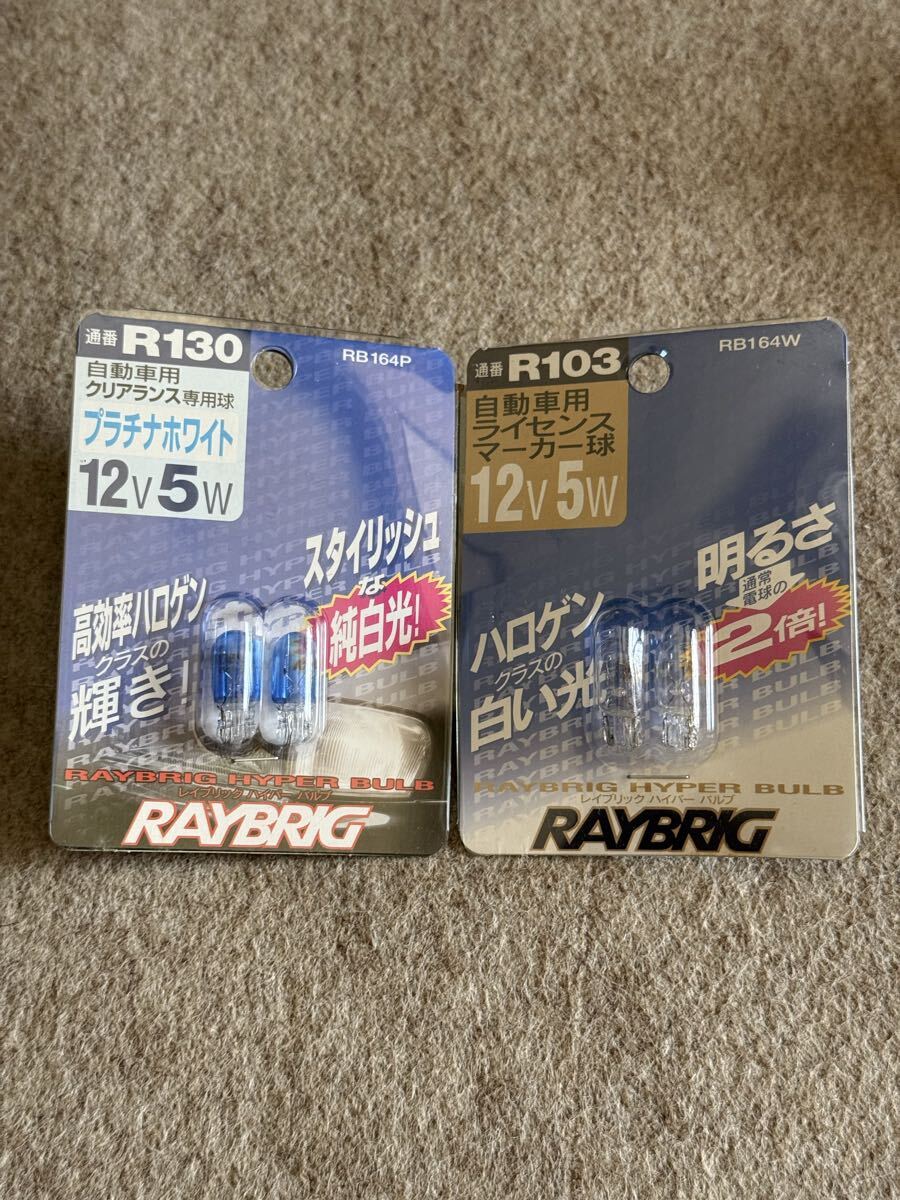 通番 R130
RB164P
自動車用
クリアランス専用球
プラチナホワイト
12V5W
スタイリッシュ
な
純白光!
高効率ハロゲン
クラスの
輝き!
RAYBRIG HYPER BULB
レイブリック ハイパー バルブ
RAYBRIG
通番 R103
RB164W
自動車用
ライセンス
マーカー球
12V5W
明るさ
通常
電球の
2倍!
ハロゲン
クラスの
白い光
RAYBRIG HYPER BULB
レイブリック ハイパー バルブ
RAYBRIG